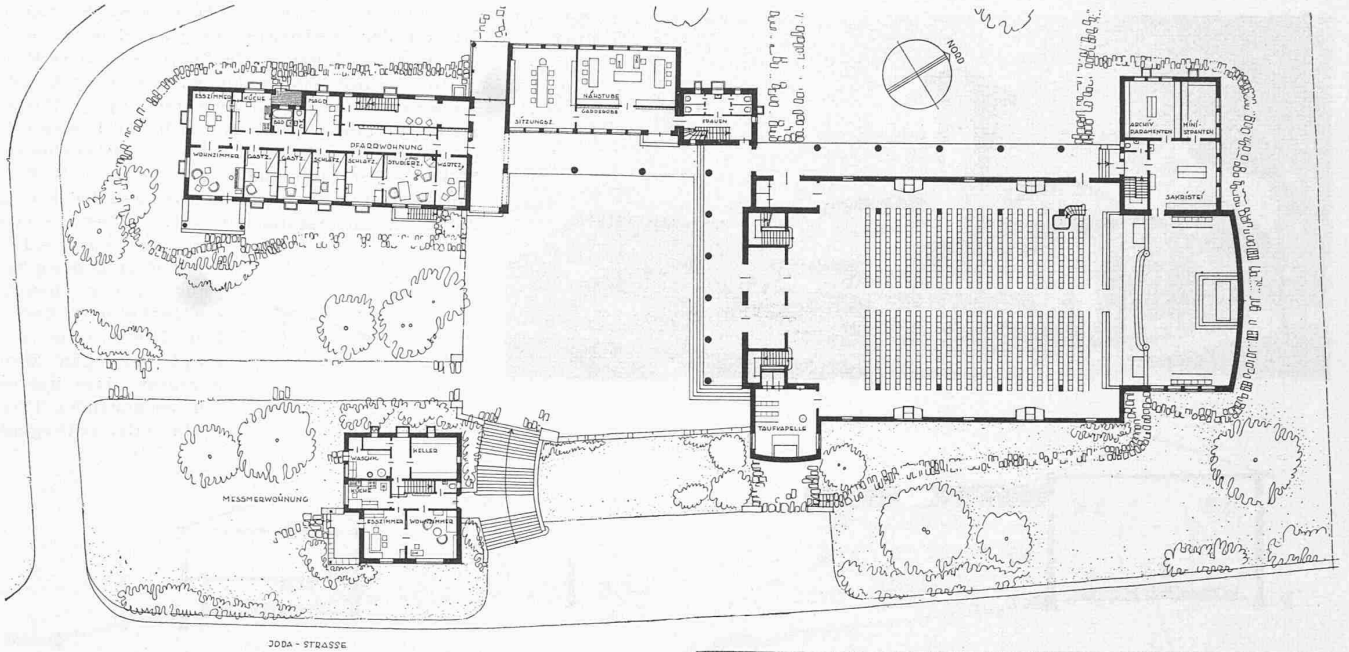 NORD
ESSZIMMER
KÜCHE
BAD
MAGD
PFARRWOHNUNG
WOHNZIMMER
GASTZ.
GASTZ.
SCHLAFZ.
SCHLAFZ.
STUDIERZ.
WARTEZ.
SITZUNGSZ.
NÄHSTUBE
GARDEROBE
FRAUEN
ARCHIV
PARAMENTEN
MINI-
STRANTEN
SAKRISTEI
TAUFKAPELLE
WASCHK.
KELLER
MESSMERWOHNUNG
KÜCHE
ESSZIMMER
WOHNZIMMER
JODA-STRASSE